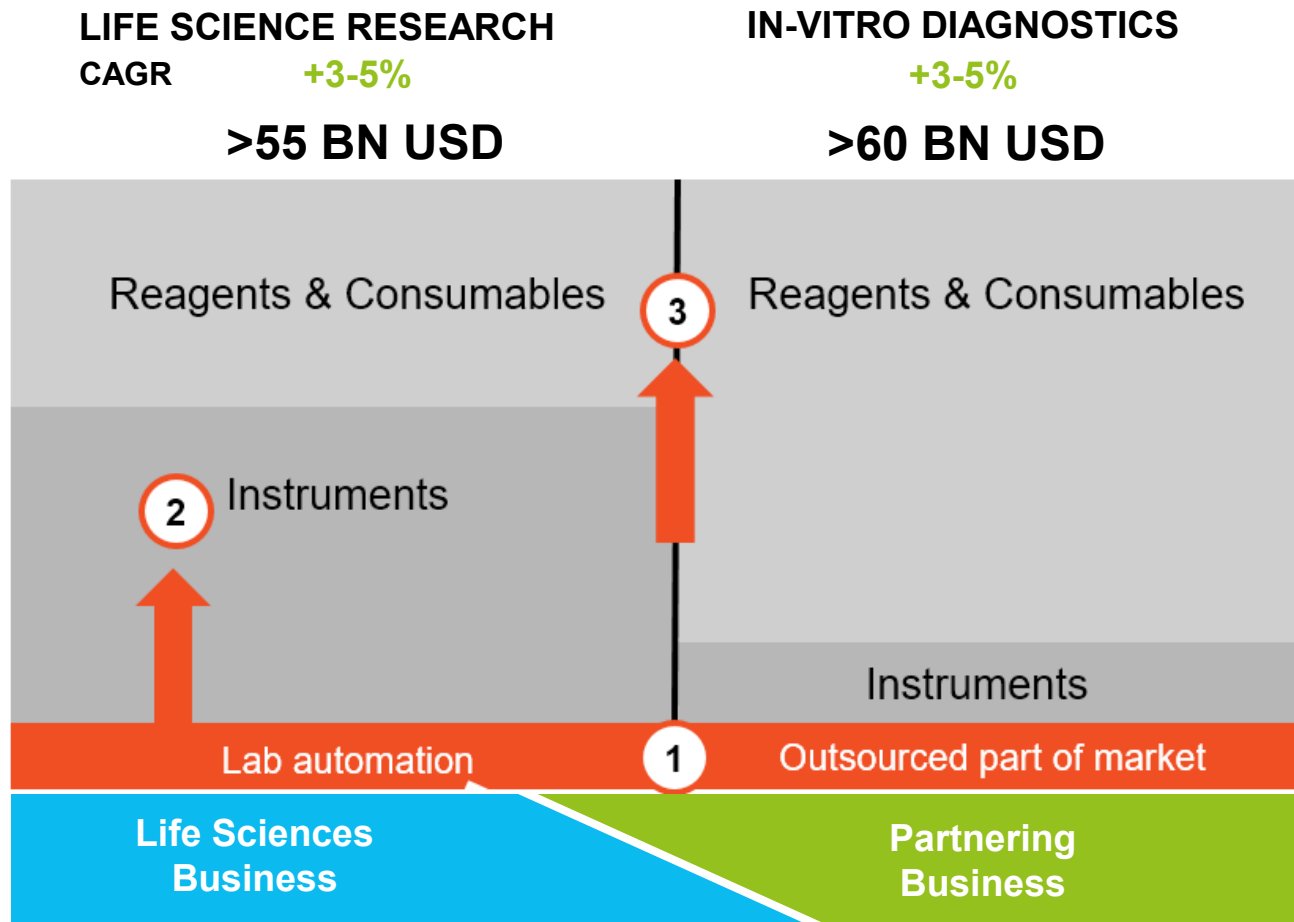 LIFE SCIENCE RESEARCH
CAGR +3-5%
>55 BN USD
IN-VITRO DIAGNOSTICS
+3-5%
>60 BN USD
Reagents & Consumables
3
Reagents & Consumables
2
Instruments
Instruments
Lab automation
1
Outsourced part of market
Life Sciences
Business
Partnering
Business